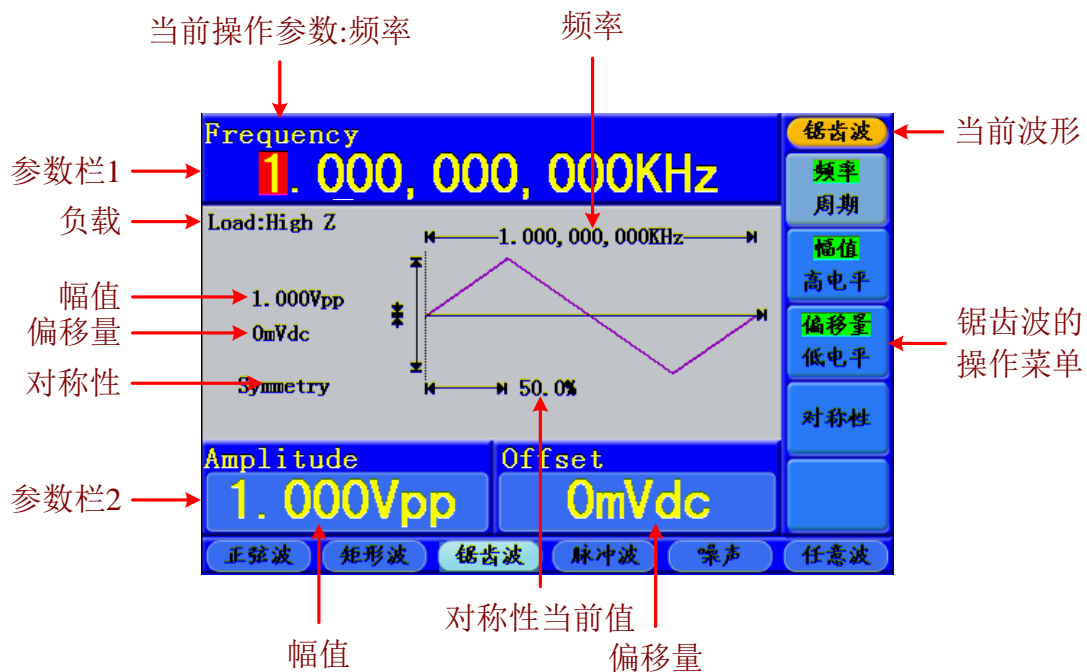 当前操作参数:频率
频率
Frequency
1.000,000,000KHz
锯齿波
当前波形
参数栏1
频率
周期
负载
Load:High Z
1.000,000,000KHz
幅值
高电平
幅值
1.000Vpp
偏移量
0mVdc
偏移量
低电平
锯齿波的
操作菜单
对称性
Symmetry
50.0%
对称性
Amplitude
Offset
参数栏2
1.000Vpp
0mVdc
正弦波
矩形波
锯齿波
脉冲波
噪声
任意波
对称性当前值
幅值
偏移量